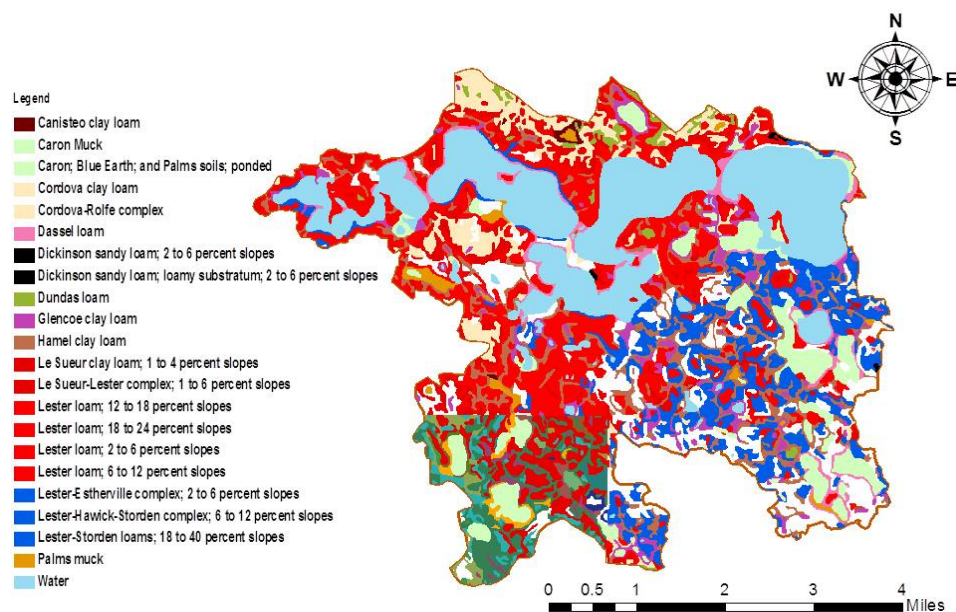 N
W E
S
Legend
Canisteo clay loam
Caron Muck
Caron; Blue Earth; and Palms soils; ponded
Cordova clay loam
Cordova-Rolfe complex
Dassel loam
Dickinson sandy loam; 2 to 6 percent slopes
Dickinson sandy loam; loamy substratum; 2 to 6 percent slopes
Dundas loam
Glencoe clay loam
Hamel clay loam
Le Sueur clay loam; 1 to 4 percent slopes
Le Sueur-Lester complex; 1 to 6 percent slopes
Lester loam; 12 to 18 percent slopes
Lester loam; 18 to 24 percent slopes
Lester loam; 2 to 6 percent slopes
Lester loam; 6 to 12 percent slopes
Lester-Estherville complex; 2 to 6 percent slopes
Lester-Hawick-Storden complex; 6 to 12 percent slopes
Lester-Storden loams; 18 to 40 percent slopes
Palms muck
Water
0 0.5 1 2 3 4
Miles